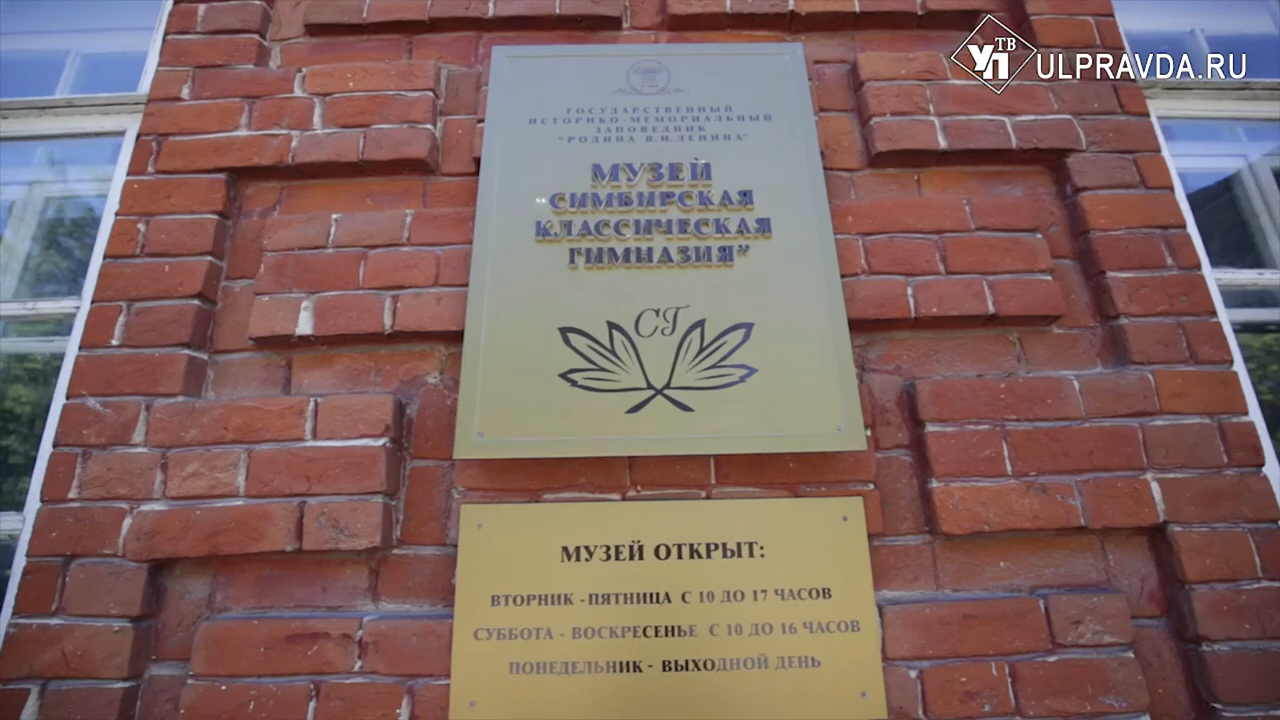 УП ТВ ULPRAVDA.RU
ГОСУДАРСТВЕННЫЙ
ИСТОРИКО-МЕМОРИАЛЬНЫЙ
ЗАПОВЕДНИК
"РОДИНА В.И.ЛЕНИНА"
МУЗЕЙ
"СИМБИРСКАЯ
КЛАССИЧЕСКАЯ
ГИМНАЗИЯ"
СГ
МУЗЕЙ ОТКРЫТ:
ВТОРНИК - ПЯТНИЦА С 10 ДО 17 ЧАСОВ
СУББОТА - ВОСКРЕСЕНЬЕ С 10 ДО 16 ЧАСОВ
ПОНЕДЕЛЬНИК - ВЫХОДНОЙ ДЕНЬ